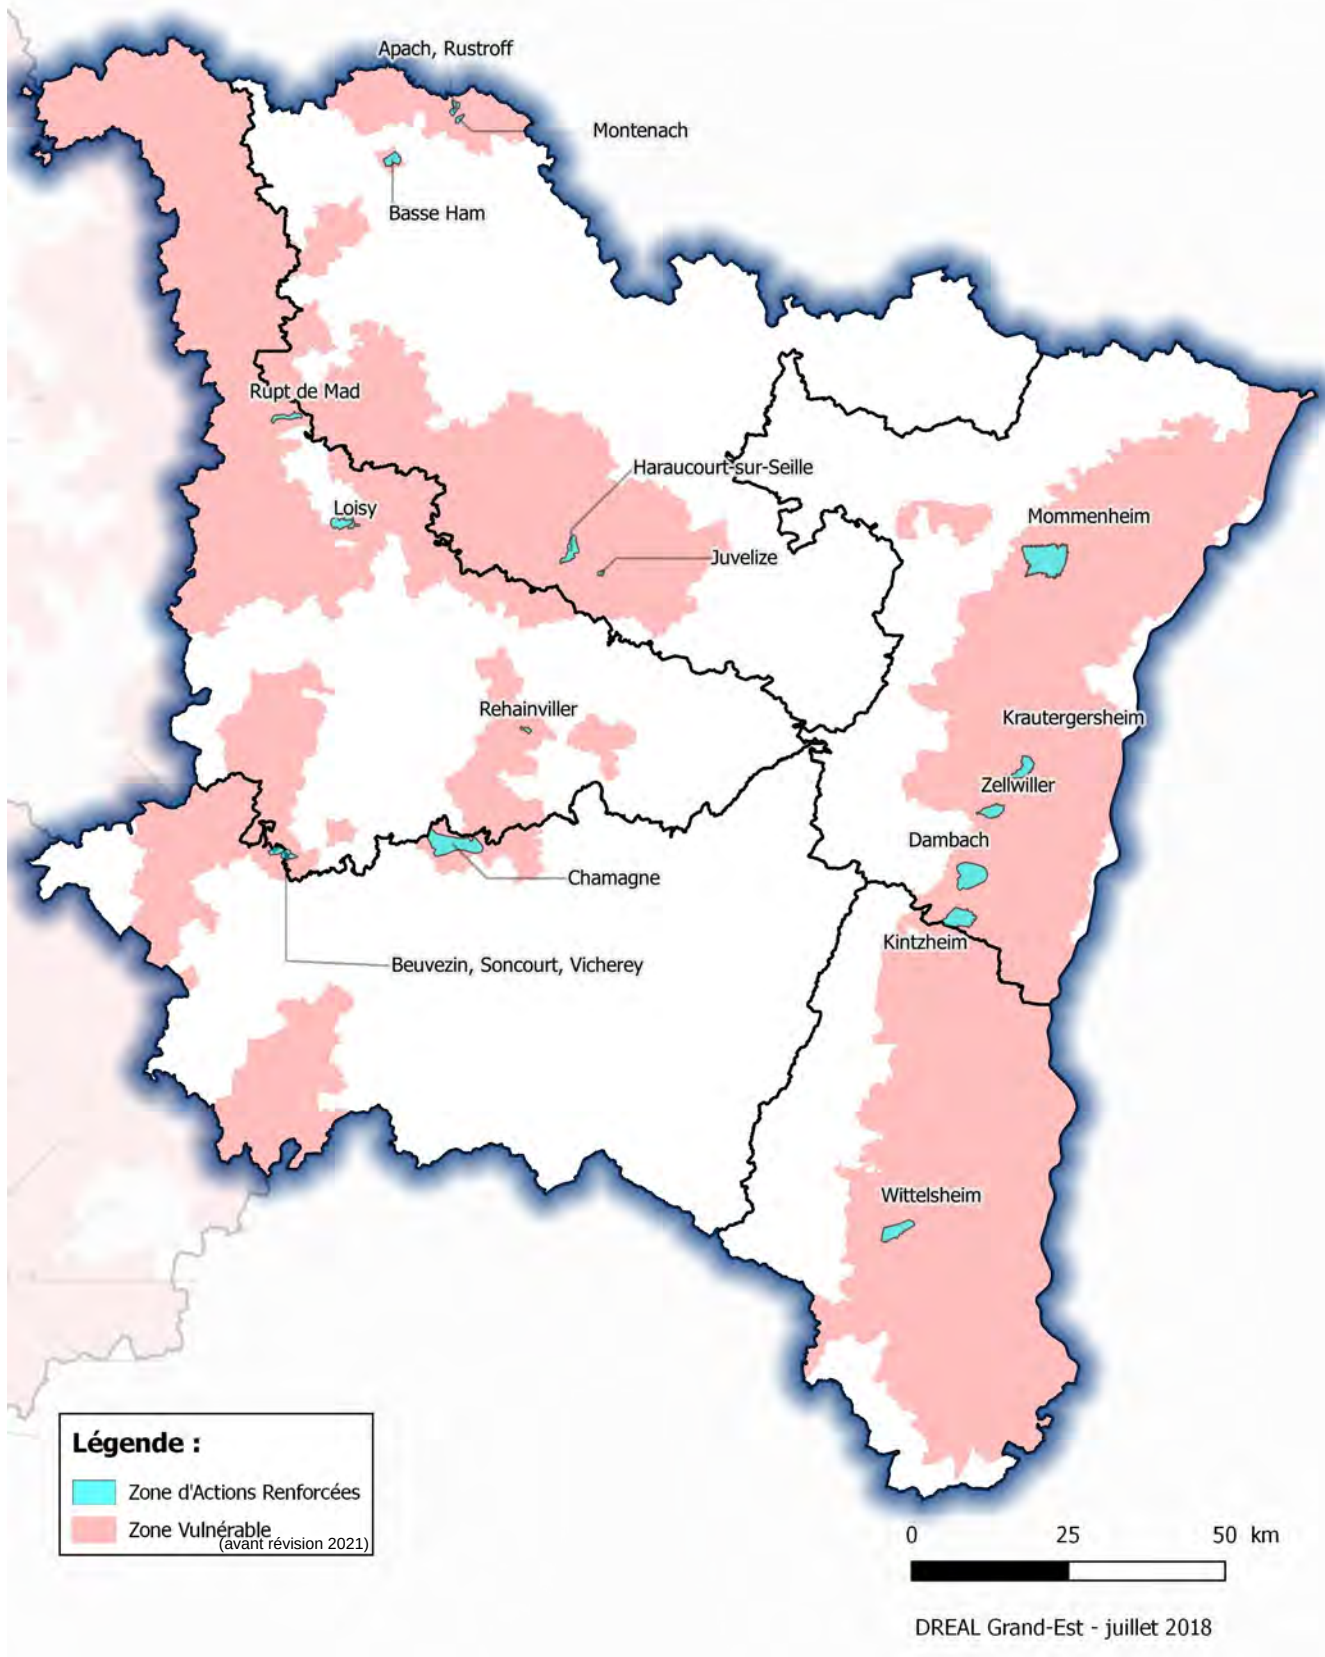 Apach, Rustroff
Montenach
Basse Ham
Rupt de Mad
Haraucourt-sur-Seille
Loisy
Mommenheim
Juvelize
Rehainviller
Krautergersheim
Zellwiller
Dambach
Chamagne
Kintzheim
Beuvezin, Soncourt, Vicherey
Wittelsheim
Légende :
Zone d'Actions Renforcées
Zone Vulnérable
(avant révision 2021)
0 25 50 km
DREAL Grand-Est - juillet 2018